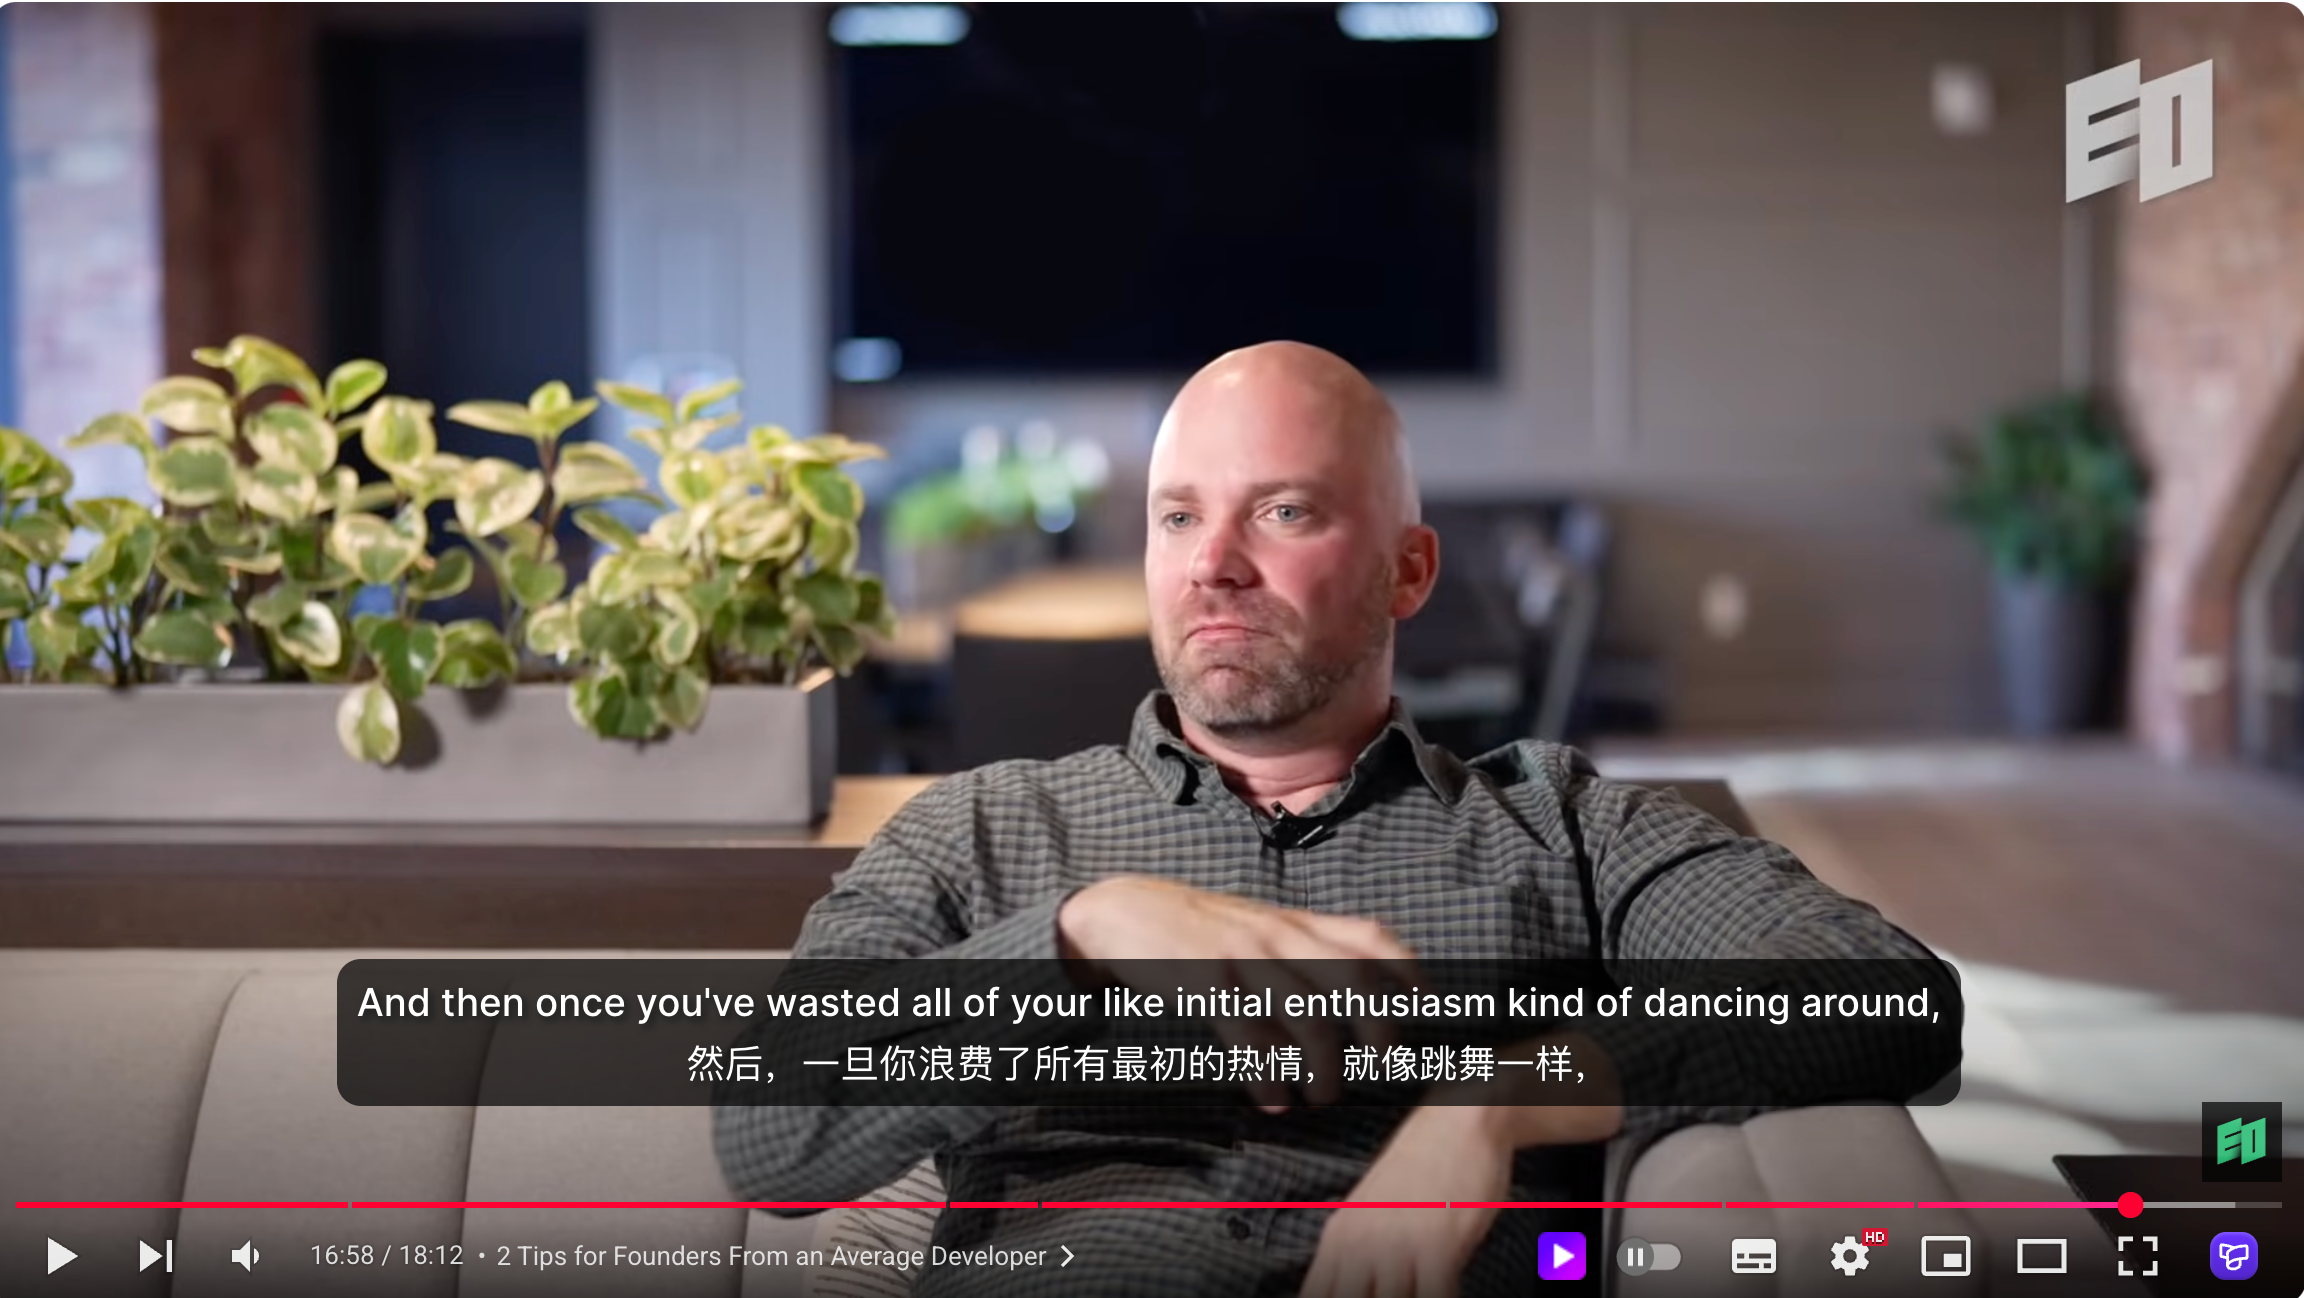 EO
And then once you've wasted all of your like initial enthusiasm kind of dancing around,
然后，一旦你浪费了所有最初的热情，就像跳舞一样，
EO
16:58 / 18:12 • 2 Tips for Founders From an Average Developer
HD